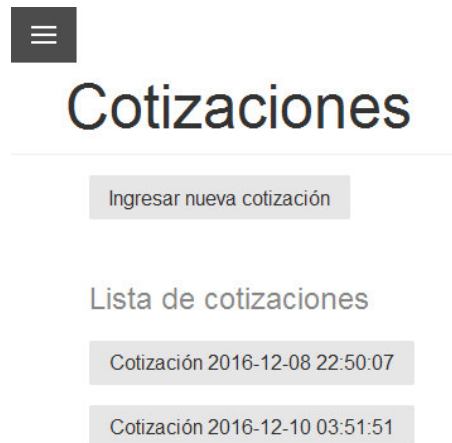 Cotizaciones
Ingresar nueva cotización
Lista de cotizaciones
Cotización 2016-12-08 22:50:07
Cotización 2016-12-10 03:51:51